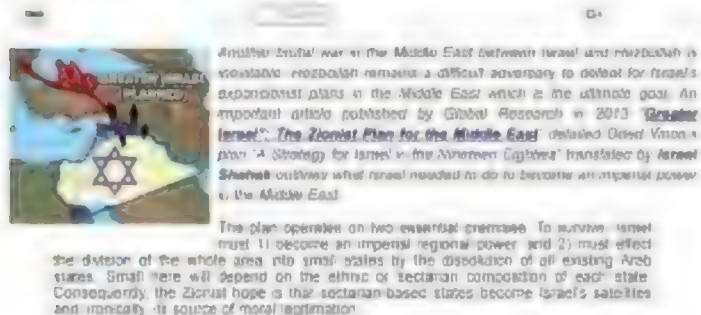 Another brutal war in the Middle East between Israel and Hezbollah is
inevitable. Hezbollah remains a difficult adversary to defeat for Israel's
expansionist plans in the Middle East which is the ultimate goal. An
important article published by Global Research in 2013 "Greater
Israel": The Zionist Plan for the Middle East detailed Oded Yinon's
plan "A Strategy for Israel in the Nineteen Eighties" translated by Israel
Shahak outlines what Israel needed to do to become an imperial power
in the Middle East
The plan operates on two essential premises. To survive, Israel
must 1) become an imperial regional power, and 2) must effect
the division of the whole area into small states by the dissolution of all existing Arab
states. Small here will depend on the ethnic or sectarian composition of each state.
Consequently, the Zionist hope is that sectarian-based states become Israel's satellites
and, ironically, its source of moral legitimation